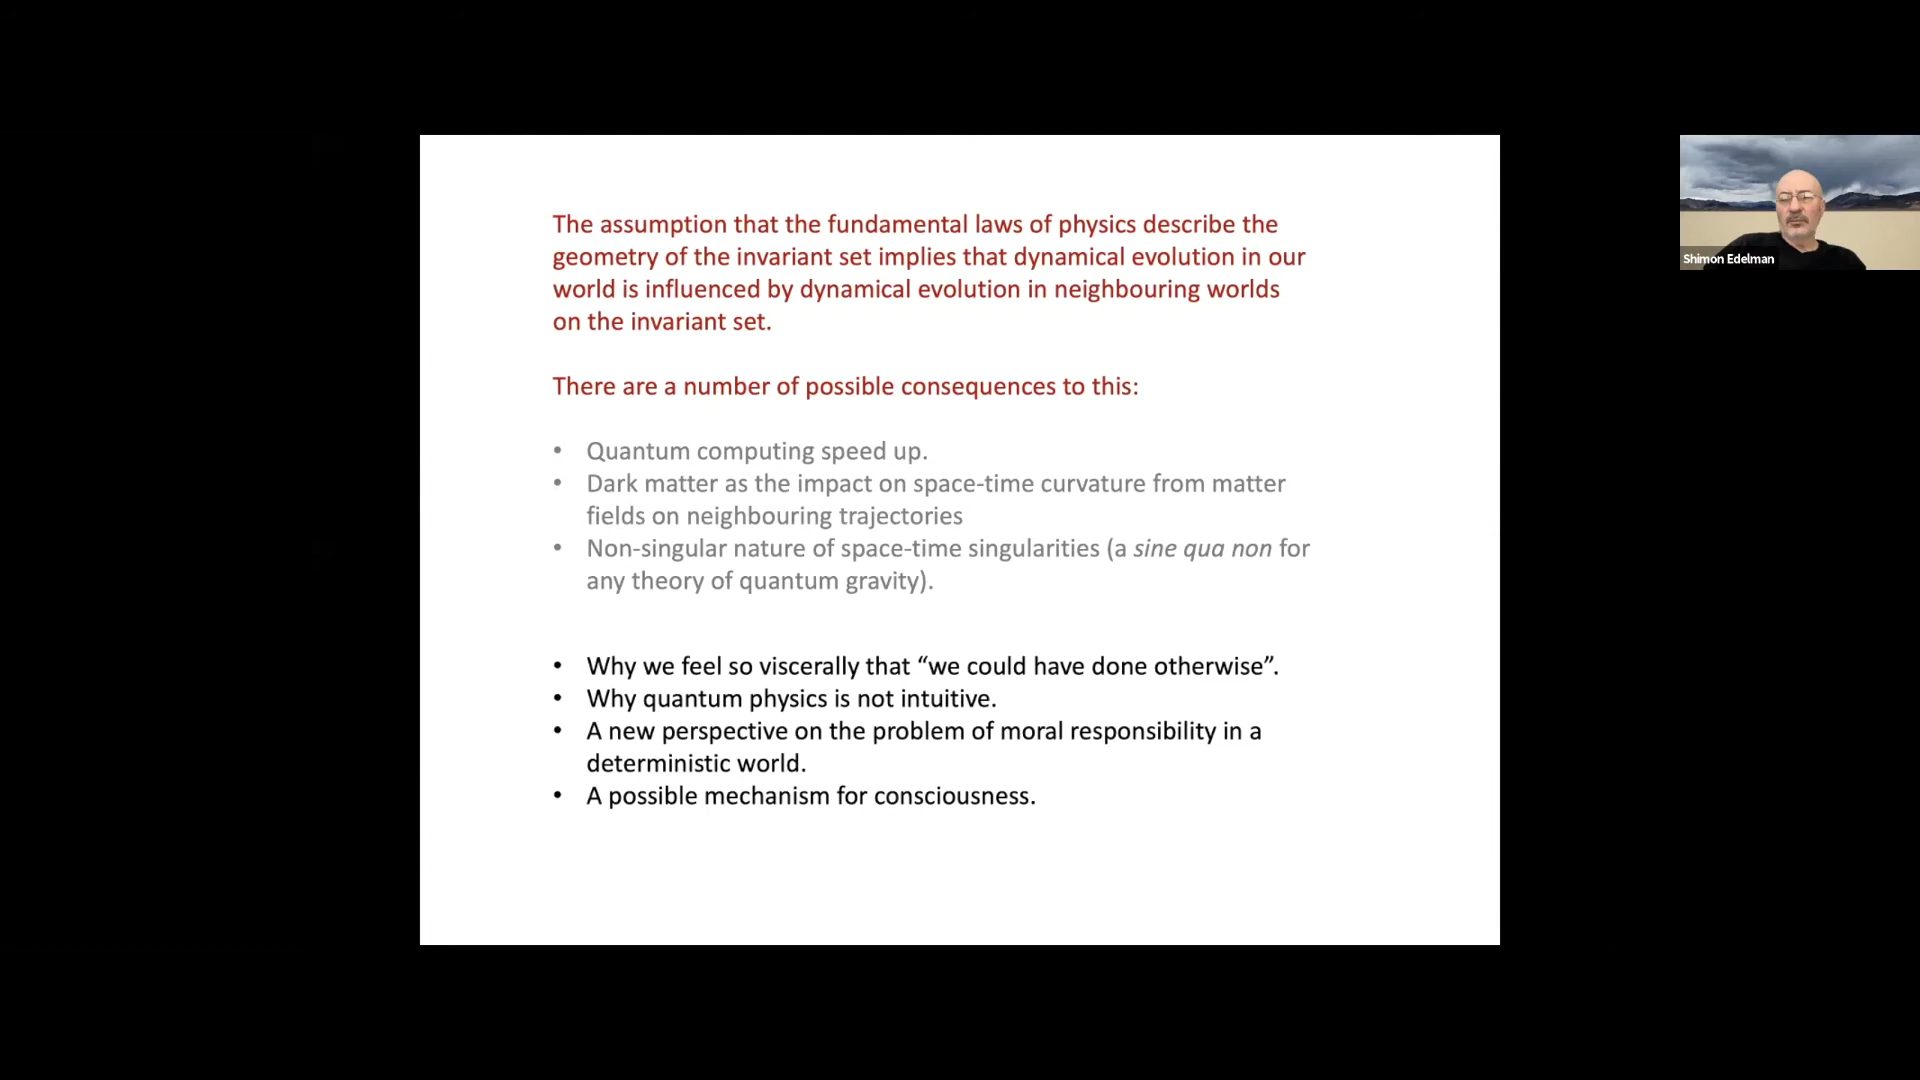 The assumption that the fundamental laws of physics describe the
geometry of the invariant set implies that dynamical evolution in our
world is influenced by dynamical evolution in neighbouring worlds
on the invariant set.
There are a number of possible consequences to this:
• Quantum computing speed up.
• Dark matter as the impact on space-time curvature from matter
fields on neighbouring trajectories
• Non-singular nature of space-time singularities (a sine qua non for
any theory of quantum gravity).
• Why we feel so viscerally that “we could have done otherwise”.
• Why quantum physics is not intuitive.
• A new perspective on the problem of moral responsibility in a
deterministic world.
• A possible mechanism for consciousness.
Shimon Edelman